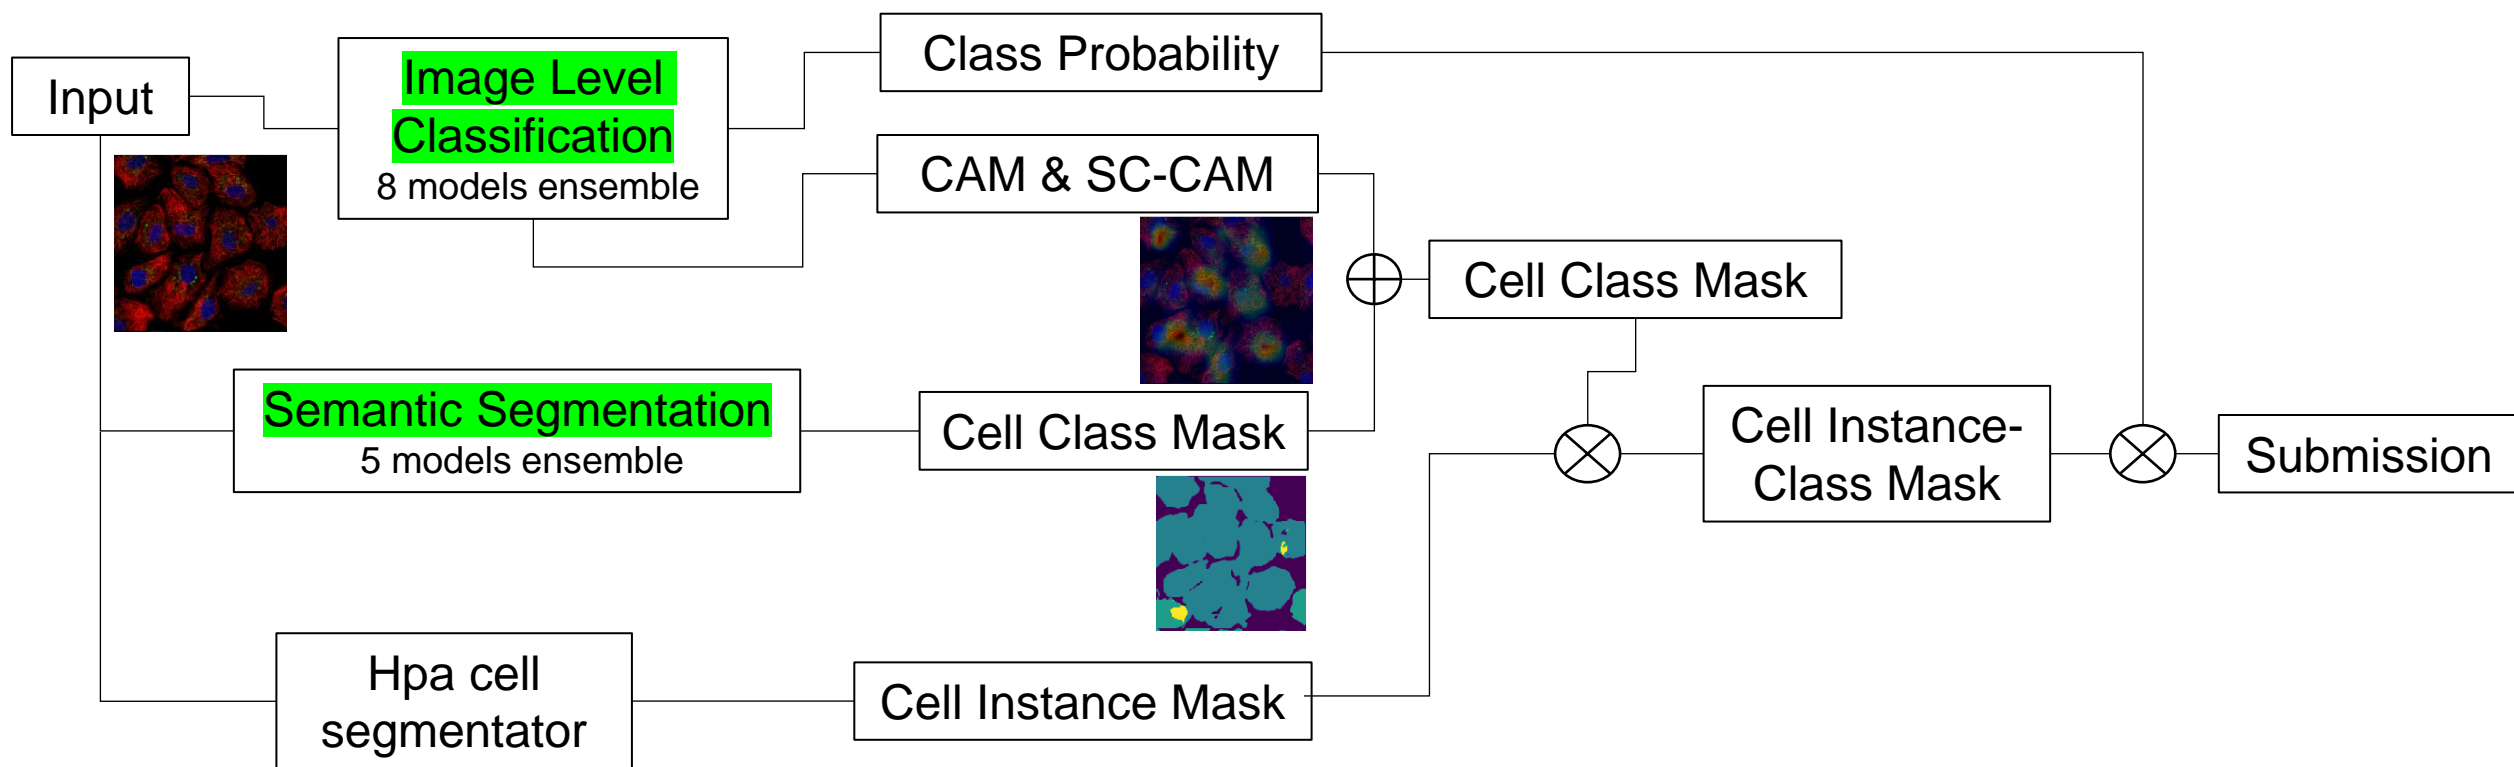 Input
Image Level
Classification
8 models ensemble
Class Probability
CAM & SC-CAM
Cell Class Mask
Semantic Segmentation
5 models ensemble
Cell Class Mask
Cell Instance-
Class Mask
Submission
Hpa cell
segmentator
Cell Instance Mask